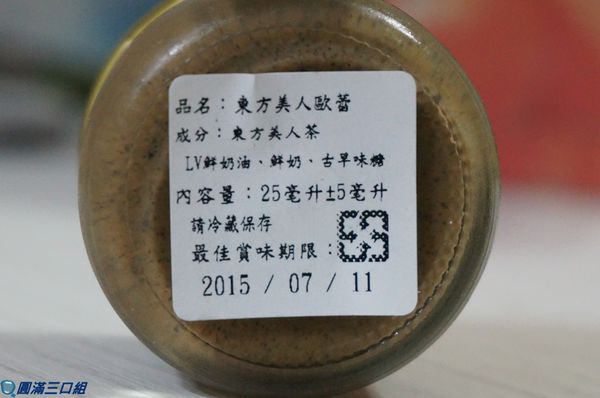 品名：東方美人歐蕾
成分：東方美人茶
LV鮮奶油、鮮奶、古早味糖
內容量：25毫升±5毫升
請冷藏保存
最佳賞味期限：
2015 / 07 / 11
圓滿三口組